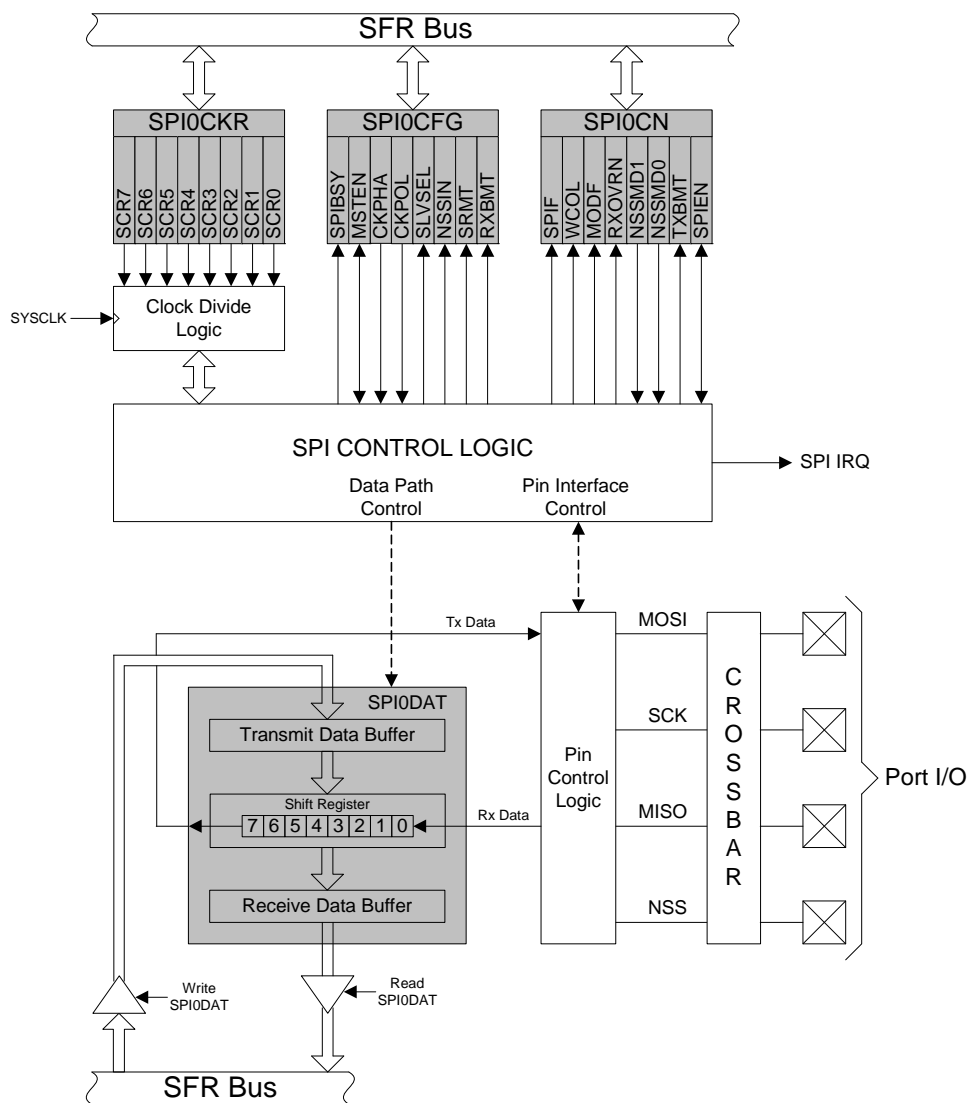 SFR Bus
SPI0CKR
SCR7
SCR6
SCR5
SCR4
SCR3
SCR2
SCR1
SCR0
SPI0CFG
SPIBSY
MSTEN
CKPHA
CKPOL
SLVSEL
NSSIN
SRMT
RXBMT
SPI0CN
SPIF
WCOL
MODF
RXOVRN
NSSMD1
NSSMD0
TXBMT
SPIEN
SYSCLK
Clock Divide
Logic
SPI CONTROL LOGIC
Data Path
Control
Pin Interface
Control
SPI IRQ
Tx Data
SPI0DAT
Transmit Data Buffer
Shift Register
7 6 5 4 3 2 1 0
Rx Data
Receive Data Buffer
Pin
Control
Logic
MOSI
SCK
MISO
NSS
CROSSBAR
Port I/O
Write
SPI0DAT
Read
SPI0DAT
SFR Bus